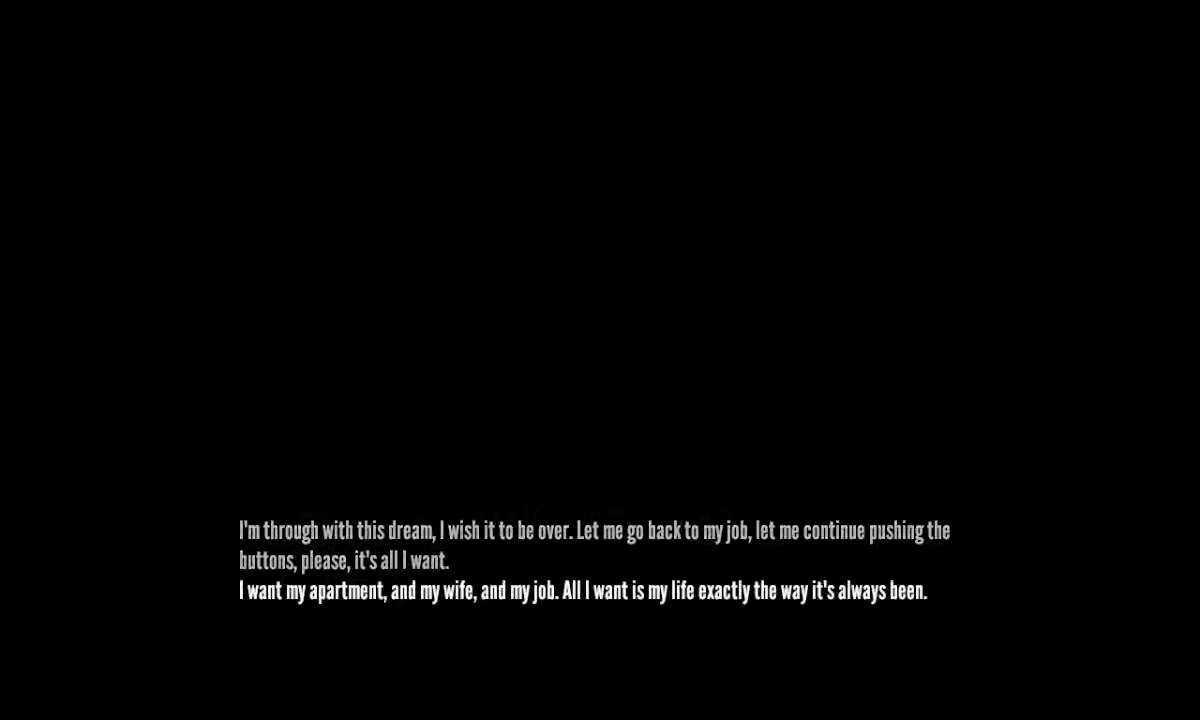 I'm through with this dream, I wish it to be over. Let me go back to my job, let me continue pushing the
buttons, please, it's all I want.
I want my apartment, and my wife, and my job. All I want is my life exactly the way it's always been.